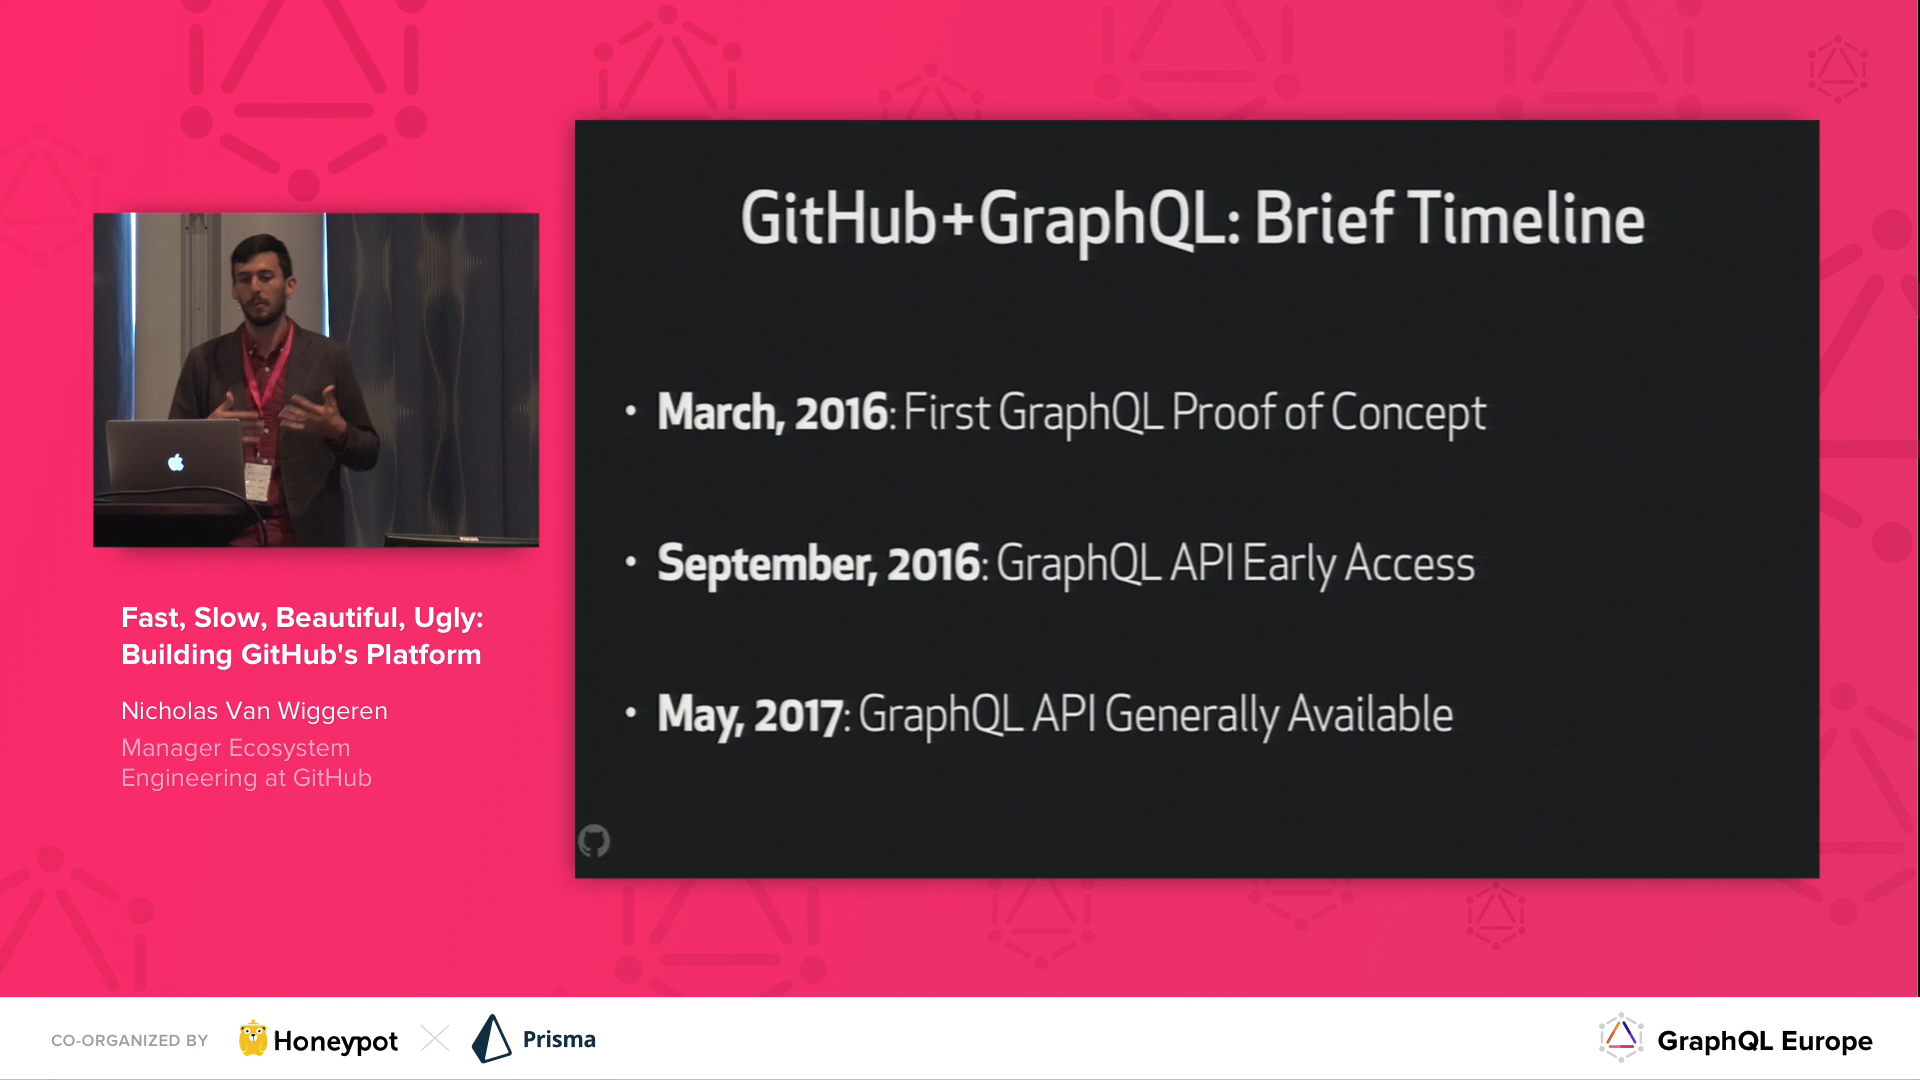 GitHub+GraphQL: Brief Timeline
• March, 2016: First GraphQL Proof of Concept
• September, 2016: GraphQL API Early Access
• May, 2017: GraphQL API Generally Available
Fast, Slow, Beautiful, Ugly:
Building GitHub's Platform
Nicholas Van Wiggeren
Manager Ecosystem
Engineering at GitHub
CO-ORGANIZED BY
Honeypot
Prisma
GraphQL Europe